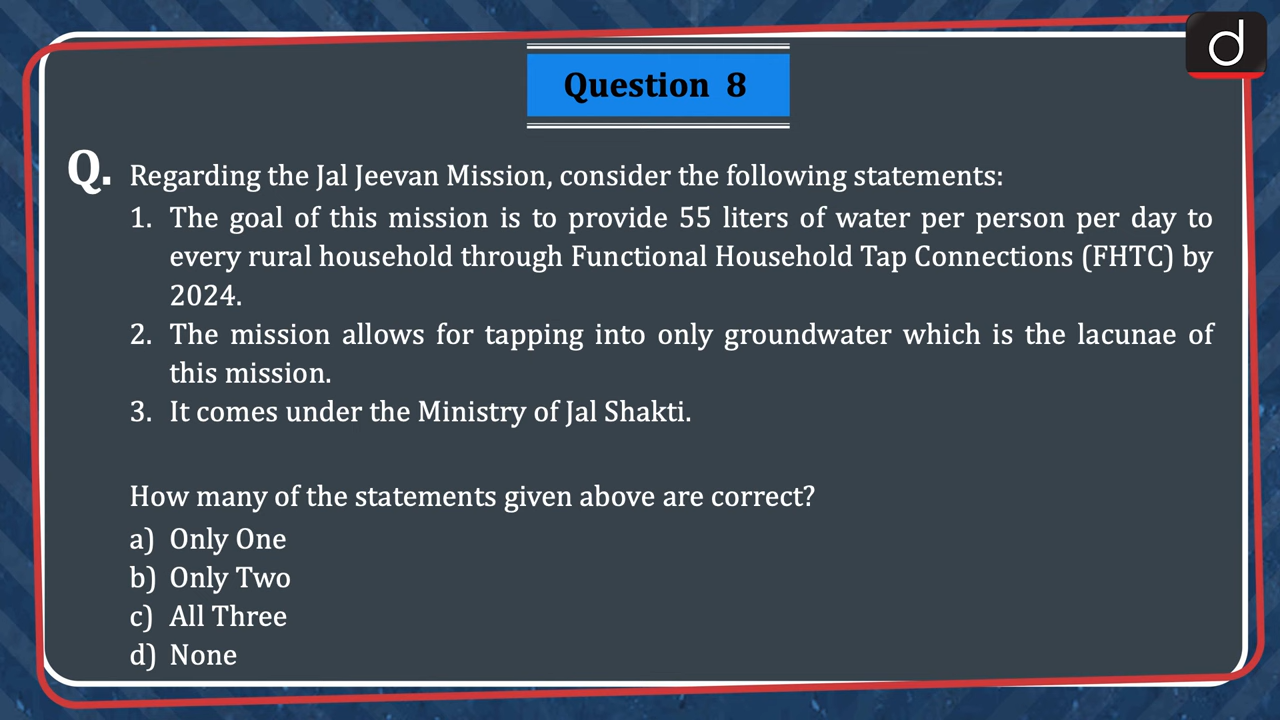 d
Question 8
Q. Regarding the Jal Jeevan Mission, consider the following statements:
1. The goal of this mission is to provide 55 liters of water per person per day to
every rural household through Functional Household Tap Connections (FHTC) by
2024.
2. The mission allows for tapping into only groundwater which is the lacunae of
this mission.
3. It comes under the Ministry of Jal Shakti.
How many of the statements given above are correct?
a) Only One
b) Only Two
c) All Three
d) None